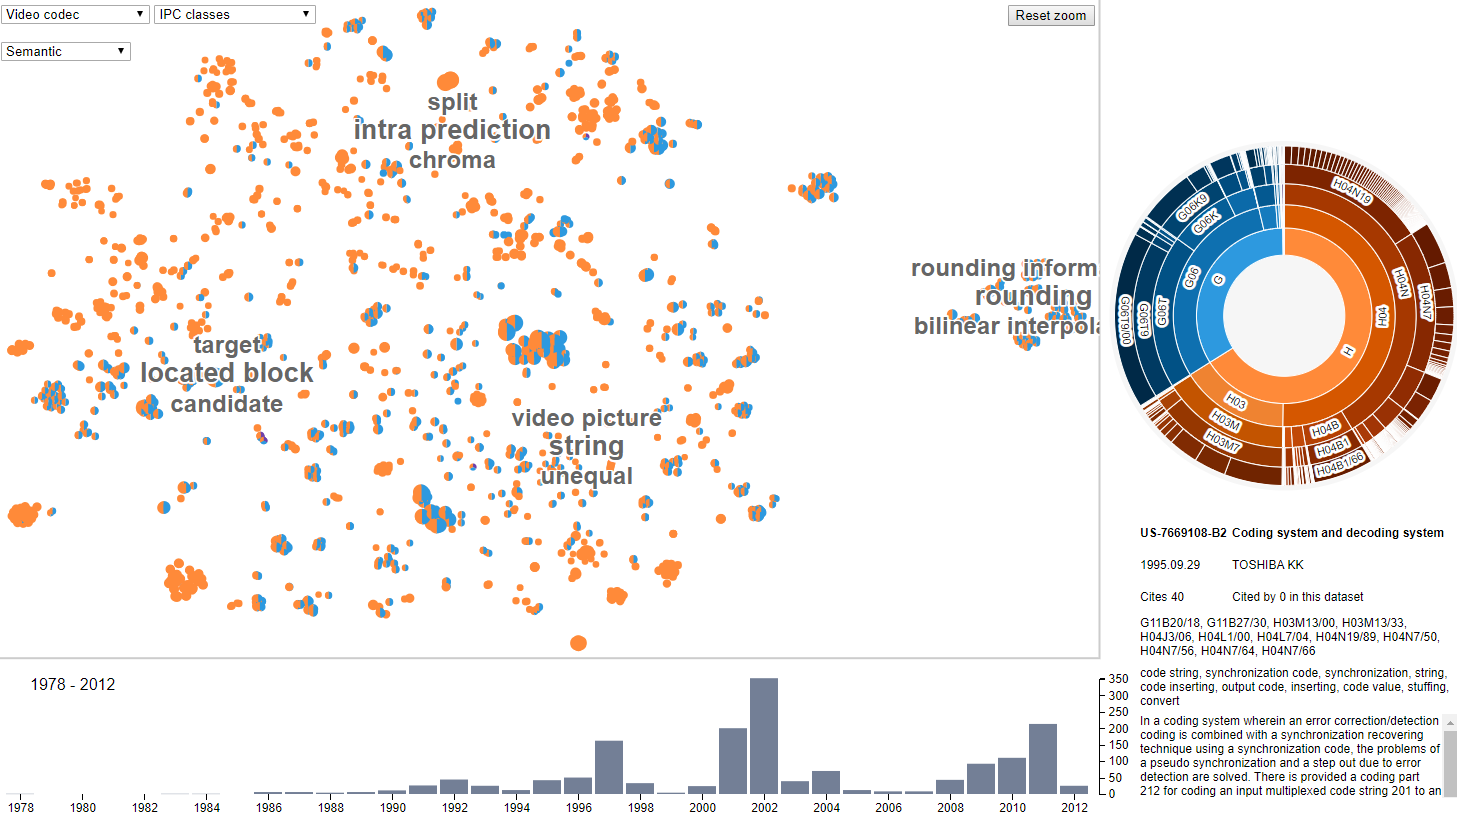 Video codec
IPC classes
Reset zoom
Semantic
split
intra prediction
chroma
rounding inform
rounding
bilinear interpola
target
located block
candidate
video picture
string
unequal
H04N19
G06K9
G06K
G
G06
G06T
G06T9
G06T9/00
H04N
H04N7
H04
H
H03
H03M
H03M7
H04B
H04B1
H04B1/66
US-7669108-B2 Coding system and decoding system
1995.09.29 TOSHIBA KK
Cites 40 Cited by 0 in this dataset
G11B20/18, G11B27/30, H03M13/00, H03M13/33,
H04J3/06, H04L1/00, H04L7/04, H04N19/89, H04N7/50,
H04N7/56, H04N7/64, H04N7/66
code string, synchronization code, synchronization, string,
code inserting, output code, inserting, code value, stuffing,
convert
In a coding system wherein an error correction/detection
coding is combined with a synchronization recovering
technique using a synchronization code, the problems of
a pseudo synchronization and a step out due to error
detection are solved. There is provided a coding part
212 for coding an input multiplexed code string 201 to an
1978 - 2012
350
300
250
200
150
100
50
0
1978 1980 1982 1984 1986 1988 1990 1992 1994 1996 1998 2000 2002 2004 2006 2008 2010 2012